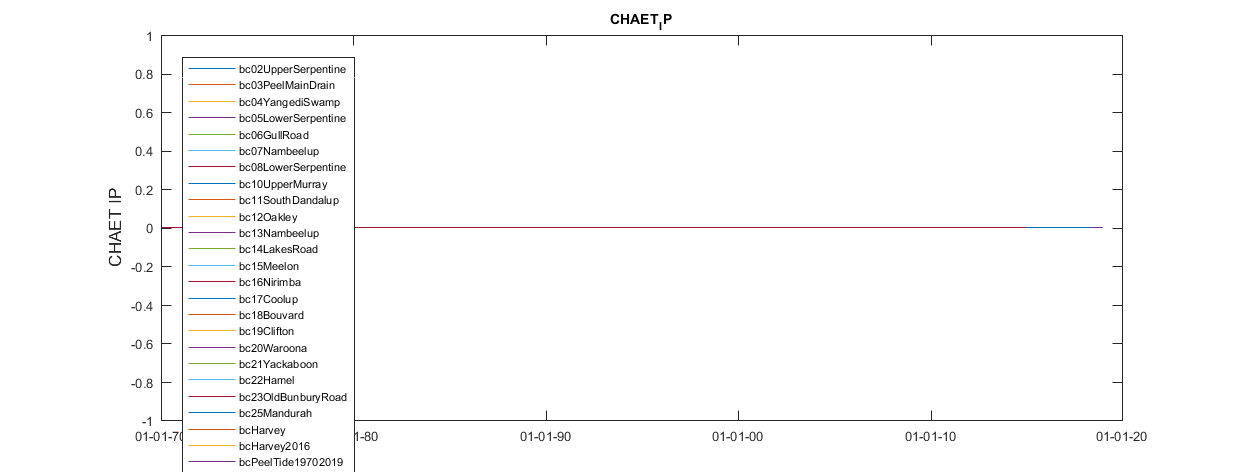 CHAET_IP
1
0.8
0.6
0.4
0.2
0
-0.2
-0.4
-0.6
-0.8
-1
CHAET IP
bc02UpperSerpentine
bc03PeelMainDrain
bc04YangediSwamp
bc05LowerSerpentine
bc06GullRoad
bc07Nambeelup
bc08LowerSerpentine
bc10UpperMurray
bc11SouthDandalup
bc12Oakley
bc13Nambeelup
bc14LakesRoad
bc15Meelon
bc16Nirimba
bc17Coolup
bc18Bouvard
bc19Clifton
bc20Waroona
bc21Yackaboon
bc22Hamel
bc23OldBunburyRoad
bc25Mandurah
bcHarvey
bcHarvey2016
bcPeelTide19702019
01-01-70 1-80 01-01-90 01-01-00 01-01-10 01-01-20